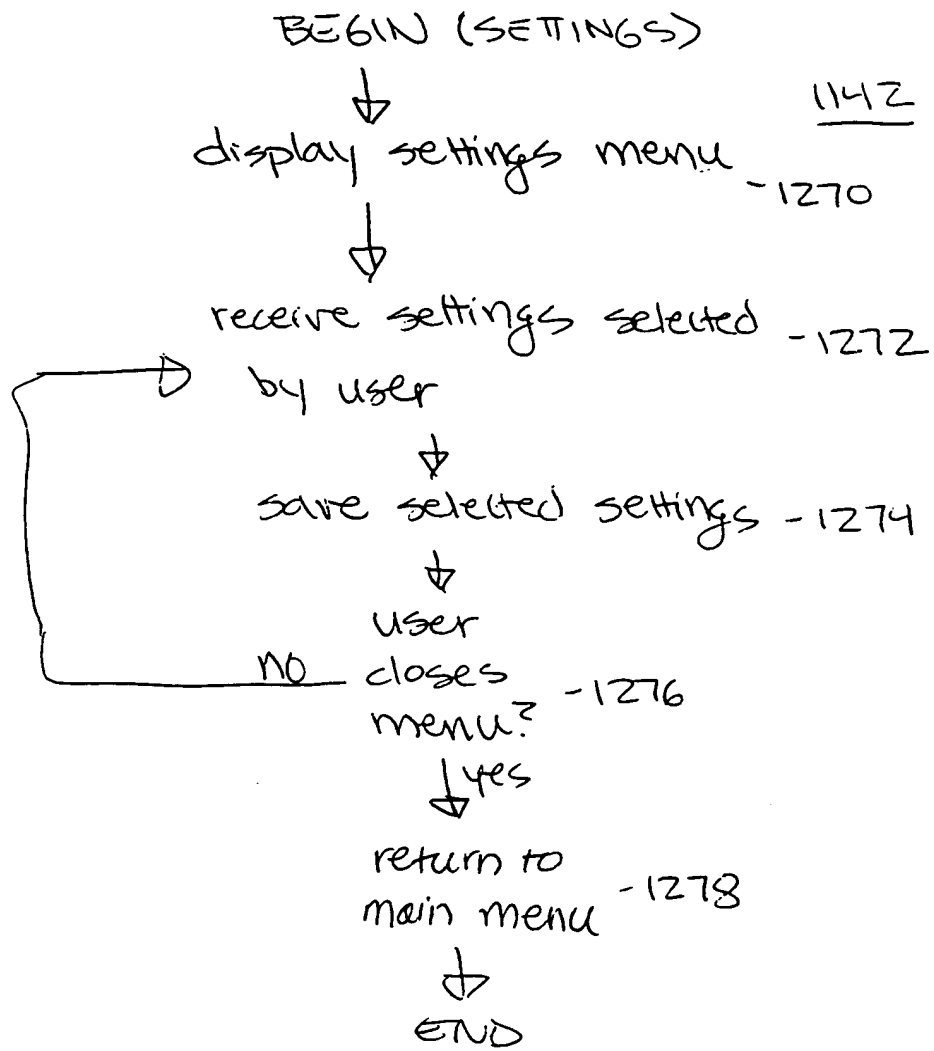 BEGIN (SETTINGS)
1142
display settings menu -1270
receive settings selected -1272
by user
save selected settings -1274
user
no closes -1276
menu?
yes
return to
main menu -1278
END